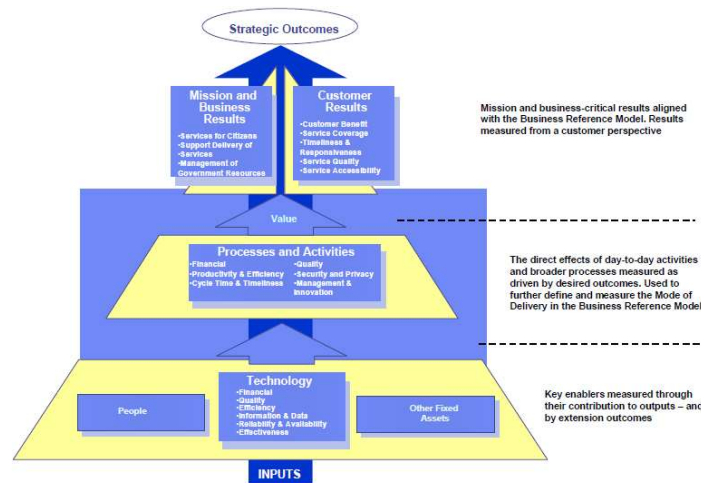 Strategic Outcomes
Mission and
Business
Results
•Services for Citizens
•Support Delivery of
•Services
•Management of
Government Resources
Customer
Results
•Customer Benefit
•Service Coverage
•Timeliness &
Responsiveness
•Service Quality
•Service Accessibility
Mission and business-critical results aligned
with the Business Reference Model. Results
measured from a customer perspective
Value
Processes and Activities
•Financial
•Productivity & Efficiency
•Cycle Time & Timeliness
•Quality
•Security and Privacy
•Management &
Innovation
The direct effects of day-to-day activities
and broader processes measured as
driven by desired outcomes. Used to
further define and measure the Mode of
Delivery in the Business Reference Model
Technology
•Financial
•Quality
•Efficiency
•Information & Data
•Reliability & Availability
•Effectiveness
People
Other Fixed
Assets
Key enablers measured through
their contribution to outputs – and
by extension outcomes
INPUTS